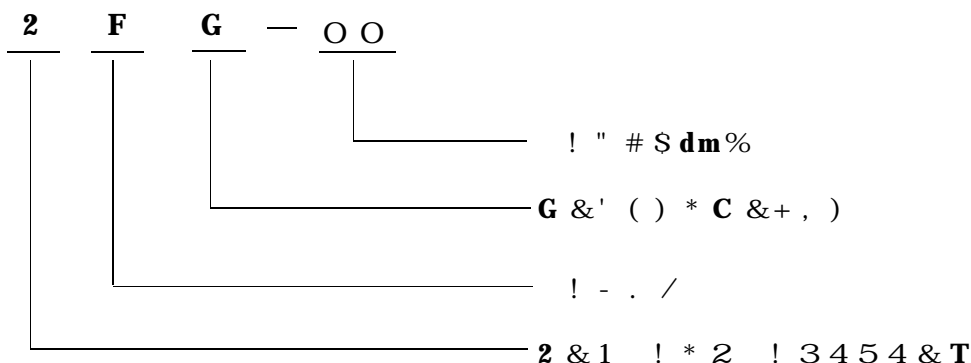 2 F G — ○○
! " # $ dm%
G &' ( ) * C &+ , )
! - . /
2 &1 ! * 2 ! 3 4 5 4 & T